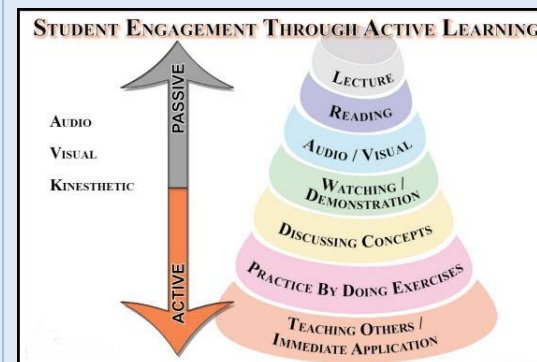 STUDENT ENGAGEMENT THROUGH ACTIVE LEARNING
AUDIO
VISUAL
KINESTHETIC
PASSIVE
ACTIVE
LECTURE
READING
AUDIO / VISUAL
WATCHING /
DEMONSTRATION
DISCUSSING CONCEPTS
PRACTICE BY DOING EXERCISES
TEACHING OTHERS /
IMMEDIATE APPLICATION